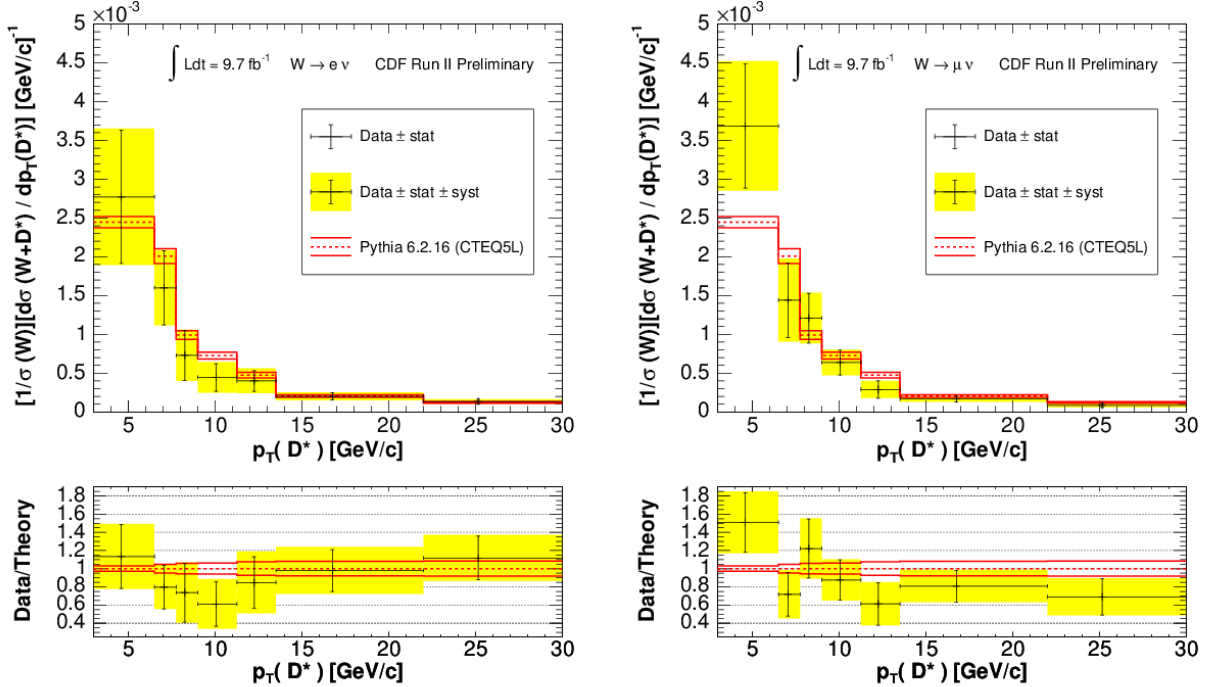 ×10⁻³
[1/σ (W)][dσ (W+D*) / dp_T(D*)] [GeV/c]⁻¹
5
4.5
4
3.5
3
2.5
2
1.5
1
0.5
0
∫ Ldt = 9.7 fb⁻¹ W → e ν CDF Run II Preliminary
Data ± stat
Data ± stat ± syst
Pythia 6.2.16 (CTEQ5L)
5 10 15 20 25 30
p_T( D* ) [GeV/c]
Data/Theory
1.8
1.6
1.4
1.2
1
0.8
0.6
0.4
5 10 15 20 25 30
p_T( D* ) [GeV/c]
×10⁻³
[1/σ (W)][dσ (W+D*) / dp_T(D*)] [GeV/c]⁻¹
5
4.5
4
3.5
3
2.5
2
1.5
1
0.5
0
∫ Ldt = 9.7 fb⁻¹ W → μ ν CDF Run II Preliminary
Data ± stat
Data ± stat ± syst
Pythia 6.2.16 (CTEQ5L)
5 10 15 20 25 30
p_T( D* ) [GeV/c]
Data/Theory
1.8
1.6
1.4
1.2
1
0.8
0.6
0.4
5 10 15 20 25 30
p_T( D* ) [GeV/c]